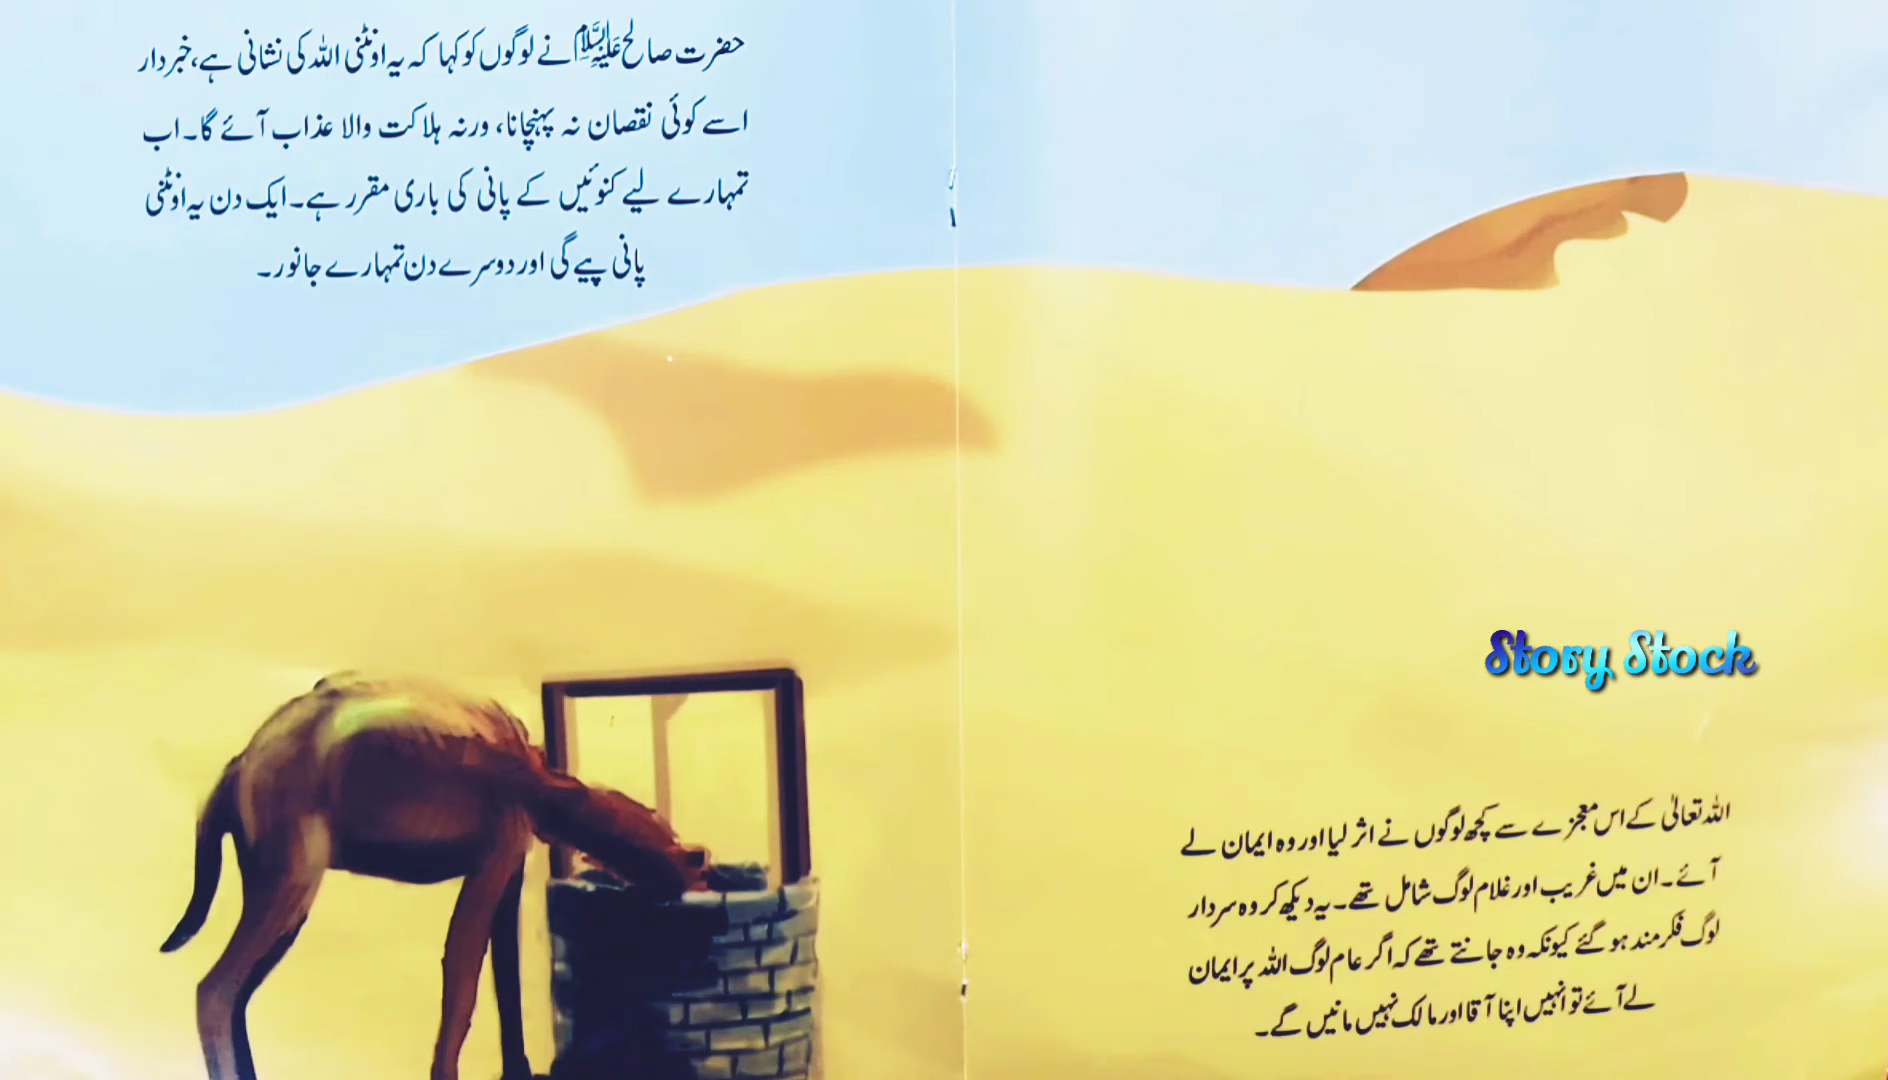 حضرت صالح علیہ السلام نے لوگوں کو کہا کہ یہ اونٹنی اللہ کی نشانی ہے، خبردار
اسے کوئی نقصان نہ پہنچانا، ورنہ ہلاکت والا عذاب آئے گا۔ اب
تمہارے لیے کنوئیں کے پانی کی باری مقرر ہے۔ ایک دن یہ اونٹنی
پانی پیے گی اور دوسرے دن تمہارے جانور۔
Story Stock
اللہ تعالیٰ کے اس معجزے سے کچھ لوگوں نے اثر لیا اور وہ ایمان لے
آئے۔ ان میں غریب اور غلام لوگ شامل تھے۔ یہ دیکھ کر وہ سردار
لوگ فکر مند ہو گئے کیونکہ وہ جانتے تھے کہ اگر عام لوگ اللہ پر ایمان
لے آئے تو انہیں اپنا آقا اور مالک نہیں مانیں گے۔